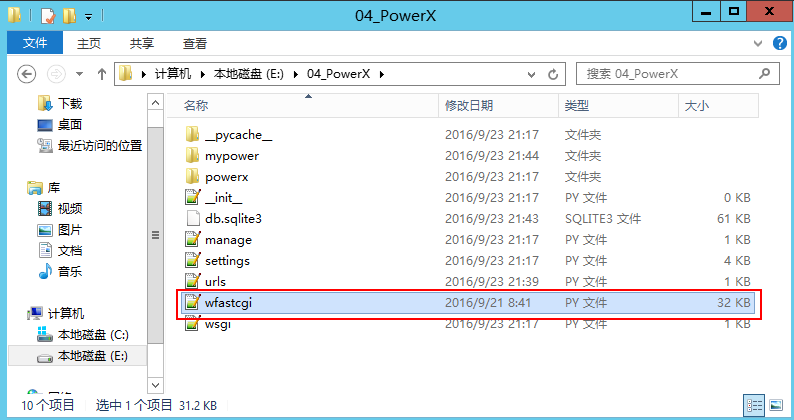 04_PowerX
文件 主页 共享 查看
计算机 本地磁盘 (E:) 04_PowerX 搜索 04_PowerX
下载
桌面
最近访问的位置
库
视频
图片
文档
音乐
计算机
本地磁盘 (C:)
本地磁盘 (E:)
名称 修改日期 类型 大小
__pycache__ 2016/9/23 21:17 文件夹
mypower 2016/9/23 21:44 文件夹
powerx 2016/9/23 21:17 文件夹
__init__ 2016/9/23 21:17 PY 文件 0 KB
db.sqlite3 2016/9/23 21:43 SQLITE3 文件 61 KB
manage 2016/9/23 21:17 PY 文件 1 KB
settings 2016/9/23 21:17 PY 文件 4 KB
urls 2016/9/23 21:39 PY 文件 1 KB
wfastcgi 2016/9/21 8:41 PY 文件 32 KB
wsgi 2016/9/23 21:17 PY 文件 1 KB
10 个项目 选中 1 个项目 31.2 KB